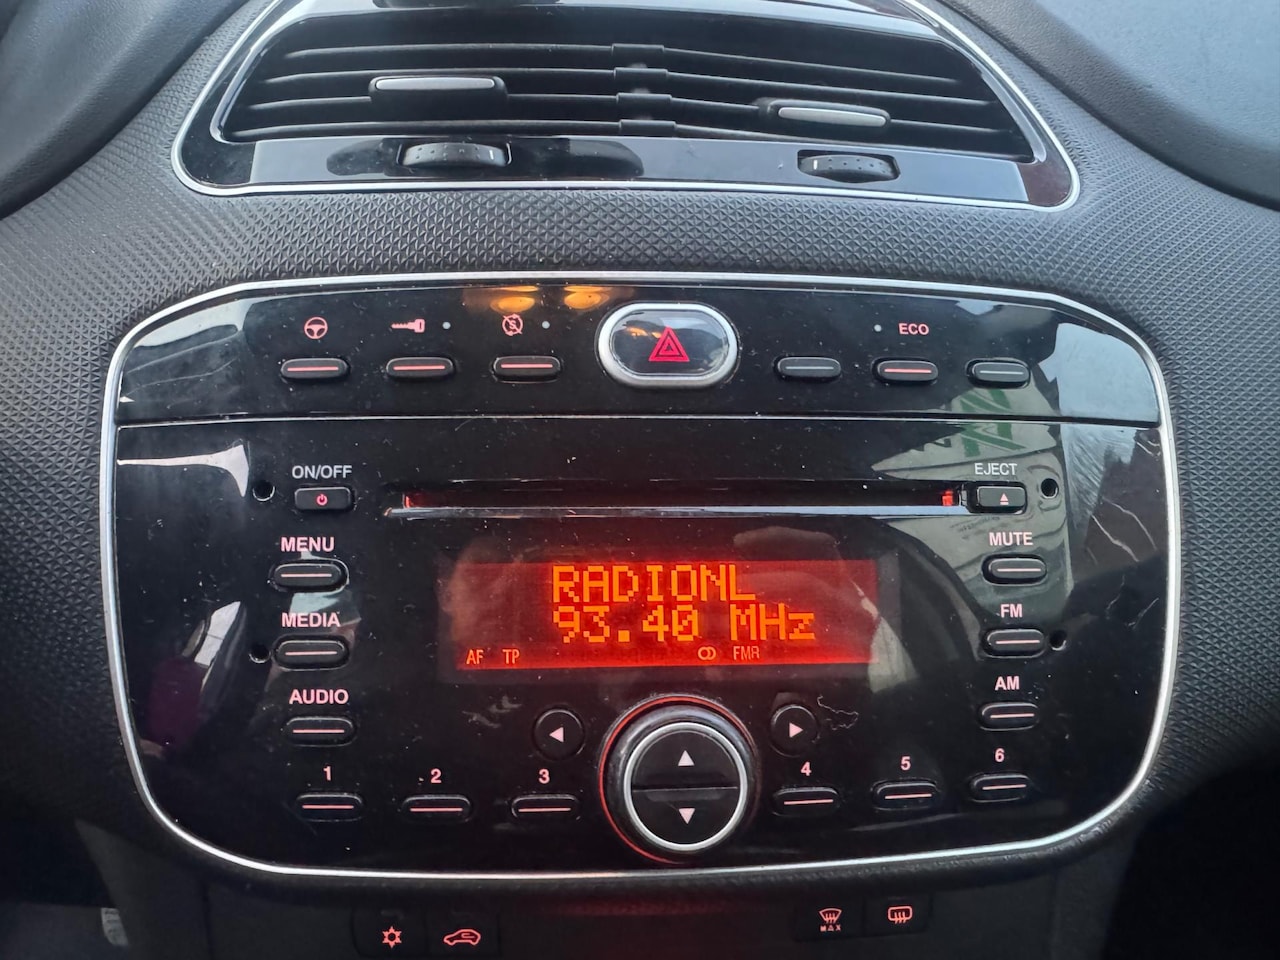 ECO
ON/OFF
EJECT
MENU
MUTE
RADIONL
93.40 MHz
MEDIA
FM
AF TP FMR
AUDIO
AM
1 2 3 4 5 6
MAX